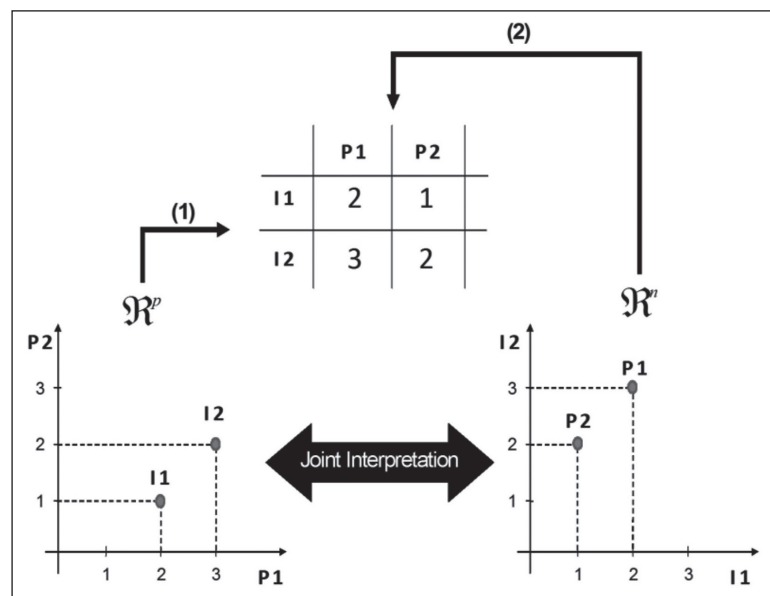 (2)
P1 P2
I1 2 1
(1)
I2 3 2
ℜᵖ
ℜⁿ
P2
3
2
1
I2
I1
1 2 3 P1
Joint Interpretation
I2
3
2
1
P1
P2
1 2 3 I1